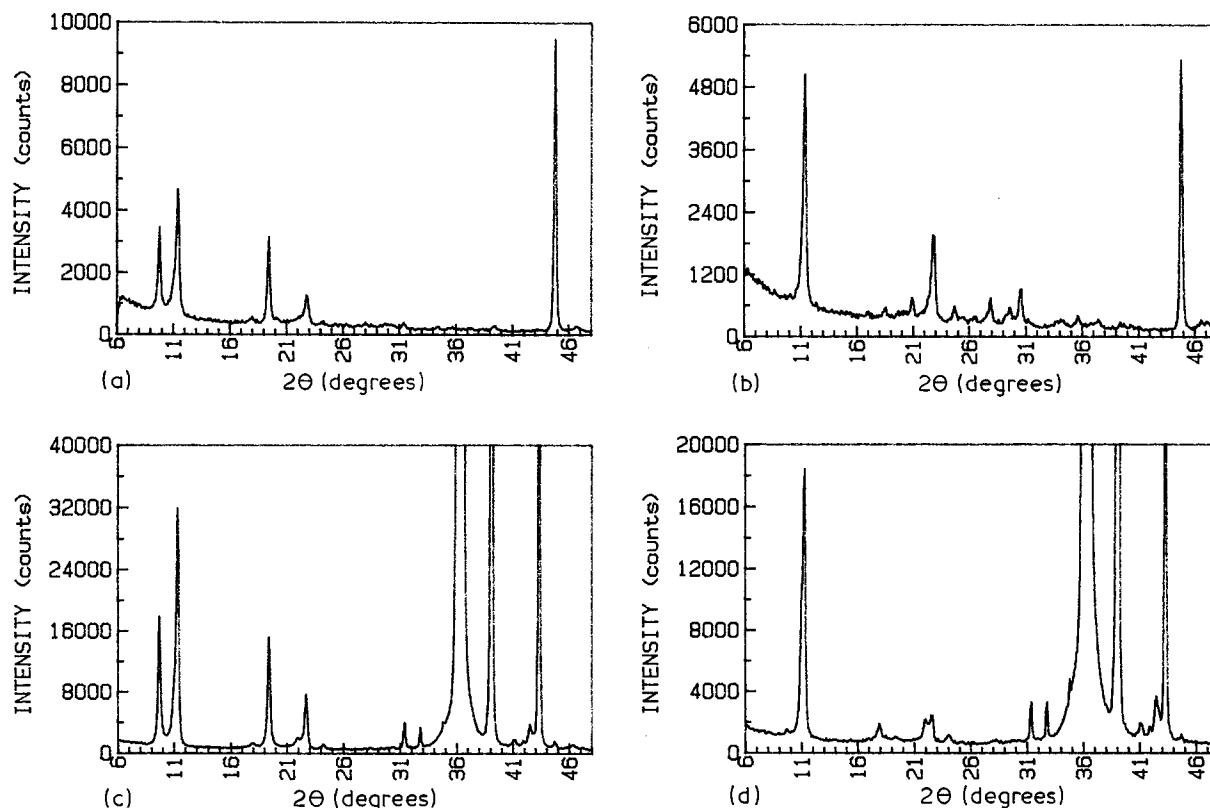 INTENSITY (counts)
10000
8000
6000
4000
2000
0
6 11 16 21 26 31 36 41 46
(a) 2Θ (degrees)
INTENSITY (counts)
6000
4800
3600
2400
1200
0
6 11 16 21 26 31 36 41 46
(b) 2Θ (degrees)
INTENSITY (counts)
40000
32000
24000
16000
8000
0
6 11 16 21 26 31 36 41 46
(c) 2Θ (degrees)
INTENSITY (counts)
20000
16000
12000
8000
4000
0
6 11 16 21 26 31 36 41 46
(d) 2Θ (degrees)